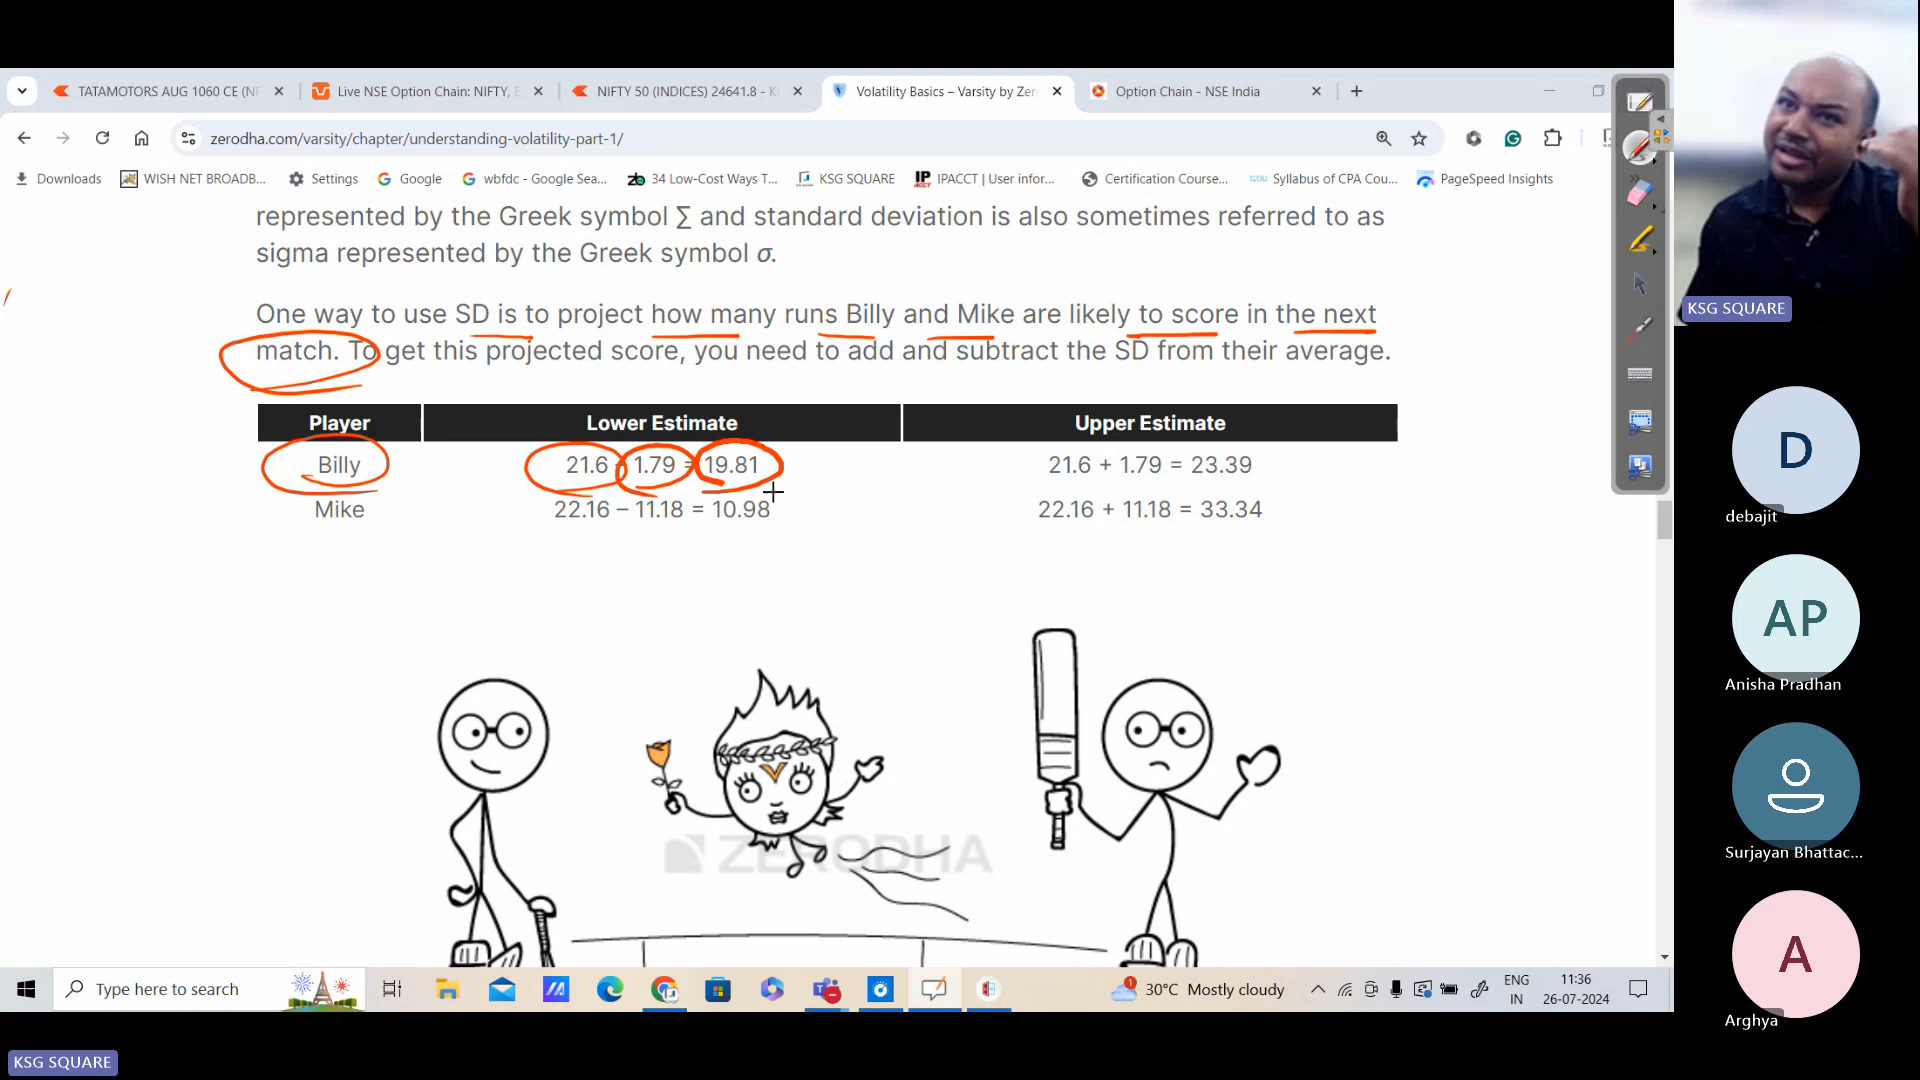 TATAMOTORS AUG 1060 CE (NF
Live NSE Option Chain: NIFTY,
NIFTY 50 (INDICES) 24641.8 -
Volatility Basics – Varsity by Zer
Option Chain - NSE India
zerodha.com/varsity/chapter/understanding-volatility-part-1/
Downloads
WISH NET BROADB...
Settings
Google
wbfdc - Google Sea...
34 Low-Cost Ways T...
KSG SQUARE
IPACCT | User infor...
Certification Course...
Syllabus of CPA Cou...
PageSpeed Insights
represented by the Greek symbol ∑ and standard deviation is also sometimes referred to as
sigma represented by the Greek symbol σ.
One way to use SD is to project how many runs Billy and Mike are likely to score in the next
match. To get this projected score, you need to add and subtract the SD from their average.
Player Lower Estimate Upper Estimate
Billy 21.6 – 1.79 = 19.81 21.6 + 1.79 = 23.39
Mike 22.16 – 11.18 = 10.98 22.16 + 11.18 = 33.34
ZERODHA
KSG SQUARE
D
debajit
AP
Anisha Pradhan
Surjayan Bhattac...
A
Arghya
Type here to search
30°C Mostly cloudy
ENG
IN
11:36
26-07-2024
KSG SQUARE